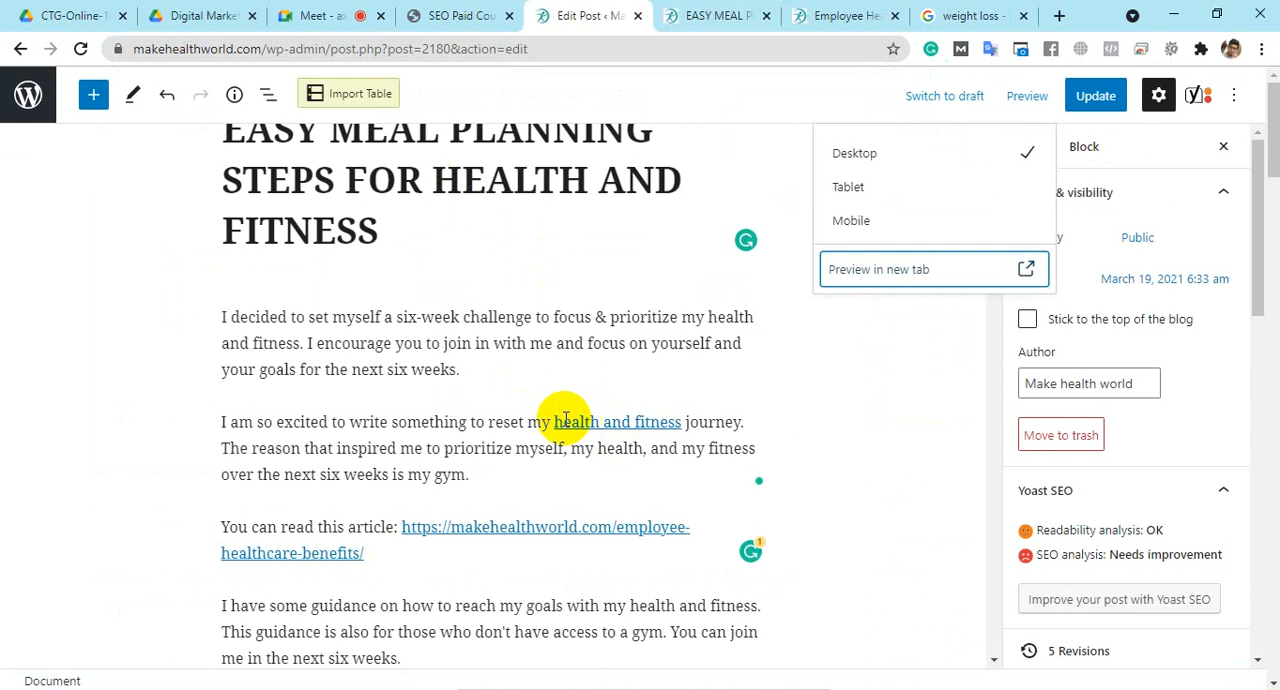 CTG-Online-1
Digital Market
Meet - ax
SEO Paid Cou
Edit Post ‹ Ma
EASY MEAL P
Employee He
weight loss -
makehealthworld.com/wp-admin/post.php?post=2180&action=edit
Import Table
Switch to draft
Preview
Update
EASY MEAL PLANNING
STEPS FOR HEALTH AND
FITNESS
Desktop
Tablet
Mobile
Preview in new tab
Block
& visibility
y
Public
March 19, 2021 6:33 am
Stick to the top of the blog
Author
Make health world
Move to trash
Yoast SEO
Readability analysis: OK
SEO analysis: Needs improvement
Improve your post with Yoast SEO
5 Revisions
I decided to set myself a six-week challenge to focus & prioritize my health
and fitness. I encourage you to join in with me and focus on yourself and
your goals for the next six weeks.
I am so excited to write something to reset my health and fitness journey.
The reason that inspired me to prioritize myself, my health, and my fitness
over the next six weeks is my gym.
You can read this article: https://makehealthworld.com/employee-
healthcare-benefits/
1
I have some guidance on how to reach my goals with my health and fitness.
This guidance is also for those who don't have access to a gym. You can join
me in the next six weeks.
Document